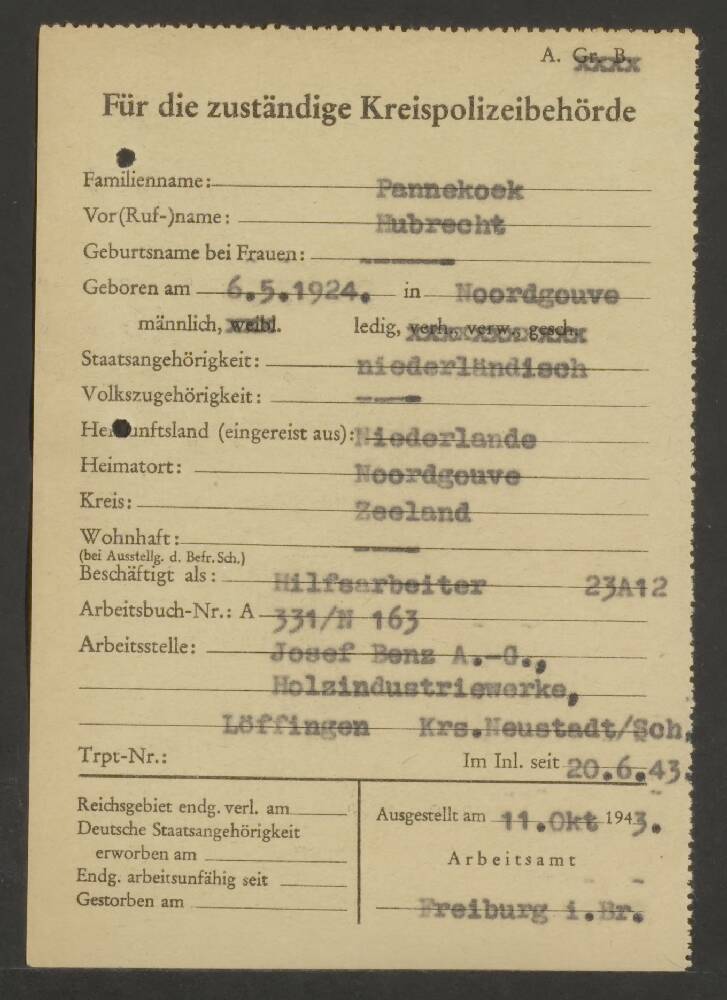 A. Gr. B.
Für die zuständige Kreispolizeibehörde
Familienname: Pannekoek
Vor(Ruf-)name: Hubrecht
Geburtsname bei Frauen: ———
Geboren am 6.5.1924. in Noordgouve
männlich, weibl. ledig, verh., verw., gesch.
Staatsangehörigkeit: niederländisch
Volkszugehörigkeit: ———
Herkunftsland (eingereist aus): Niederlande
Heimatort: Noordgouve
Kreis: Zeeland
Wohnhaft: ———
(bei Ausstellg. d. Befr. Sch.)
Beschäftigt als: Hilfsarbeiter 23A12
Arbeitsbuch-Nr.: A 331/N 163
Arbeitsstelle: Josef Benz A.-G.,
Holzindustriewerke,
Löffingen Krs.Neustadt/Sch.
Trpt-Nr.: Im Inl. seit 20.6.43.
Reichsgebiet endg. verl. am
Deutsche Staatsangehörigkeit
erworben am
Endg. arbeitsunfähig seit
Gestorben am
Ausgestellt am 11.Okt 1943.
Arbeitsamt
Freiburg i.Br.